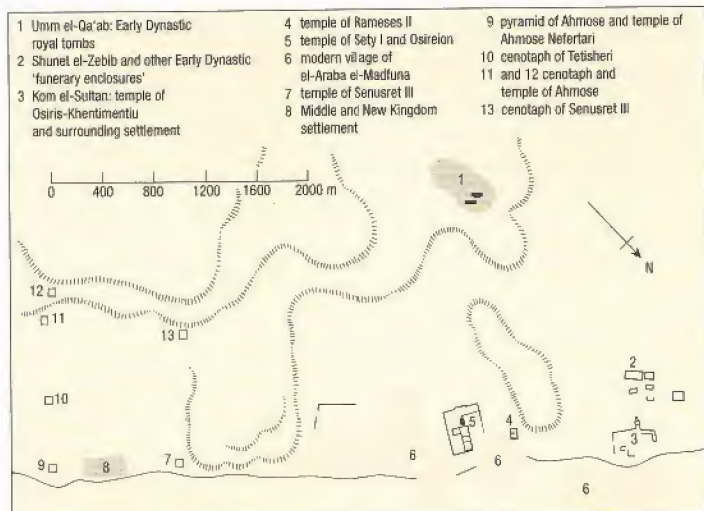 1 Umm el-Qa'ab: Early Dynastic
royal tombs
2 Shunet el-Zebib and other Early Dynastic
'funerary enclosures'
3 Kom el-Sultan: temple of
Osiris-Khentimentiu
and surrounding settlement
4 temple of Rameses II
5 temple of Sety I and Osireion
6 modern village of
el-Araba el-Madfuna
7 temple of Senusret III
8 Middle and New Kingdom
settlement
9 pyramid of Ahmose and temple of
Ahmose Nefertari
10 cenotaph of Tetisheri
11 and 12 cenotaph and
temple of Ahmose
13 cenotaph of Senusret III
0 400 800 1200 1600 2000 m
1
N
12
11
13
2
10
5
4
3
6
6
9
8
7
6